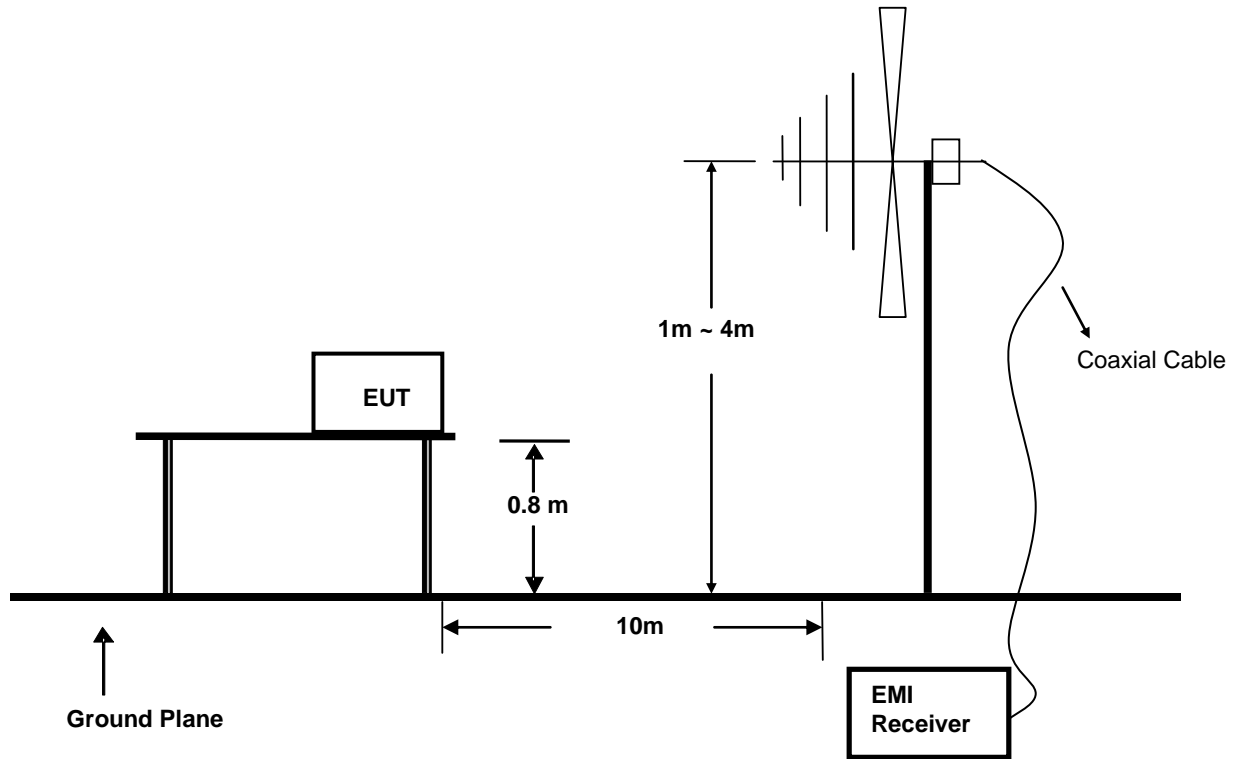 1m ~ 4m
Coaxial Cable
EUT
0.8 m
10m
Ground Plane
EMI
Receiver